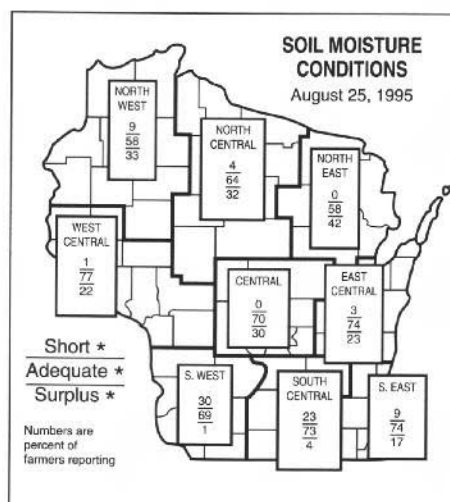 SOIL MOISTURE
CONDITIONS
August 25, 1995
NORTH
WEST
9
58
33
NORTH
CENTRAL
4
64
32
NORTH
EAST
0
58
42
WEST
CENTRAL
1
77
22
CENTRAL
0
70
30
EAST
CENTRAL
3
74
23
Short *
Adequate *
Surplus *
Numbers are
percent of
farmers reporting
S. WEST
30
69
1
SOUTH
CENTRAL
23
73
4
S. EAST
9
74
17